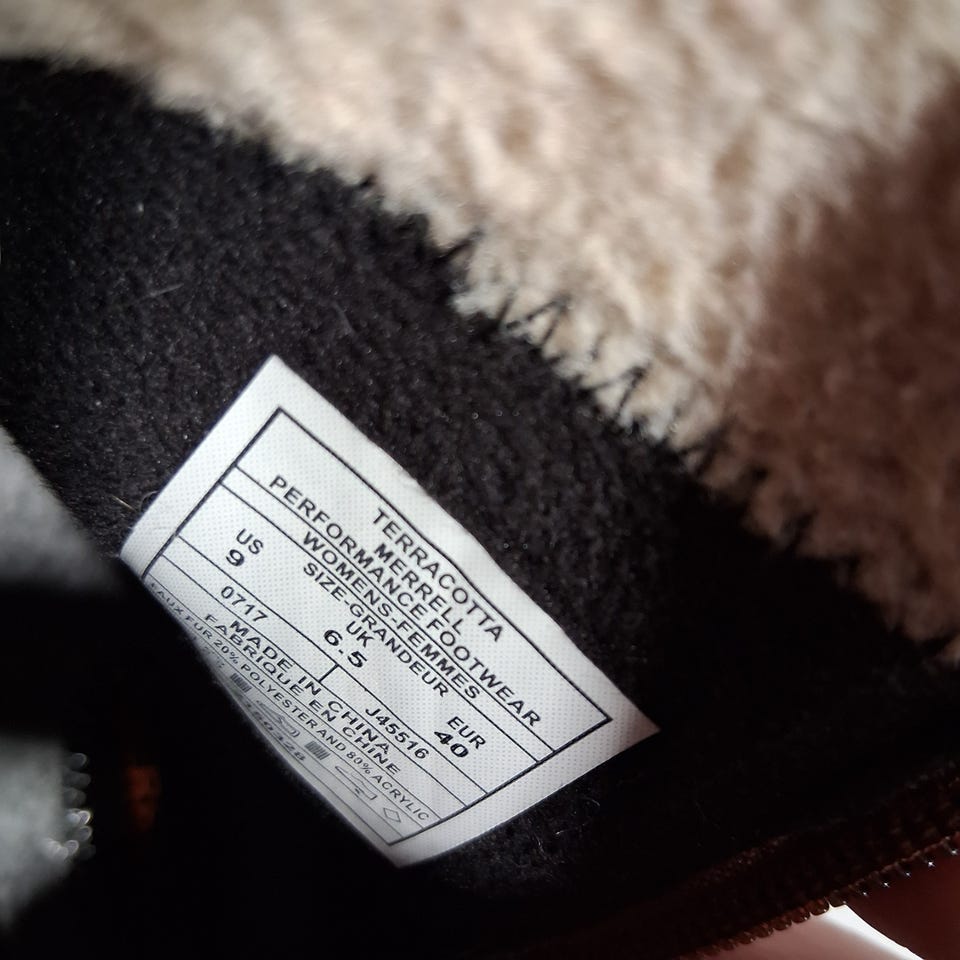 TERRACOTTA
MERRELL
PERFORMANCE FOOTWEAR
WOMENS-FEMMES
SIZE-GRANDEUR
US UK EUR
9 6.5 40
0717 J45516
MADE IN CHINA
FABRIQUE EN CHINE
FAUX FUR 20% POLYESTER AND 80% ACRYLIC